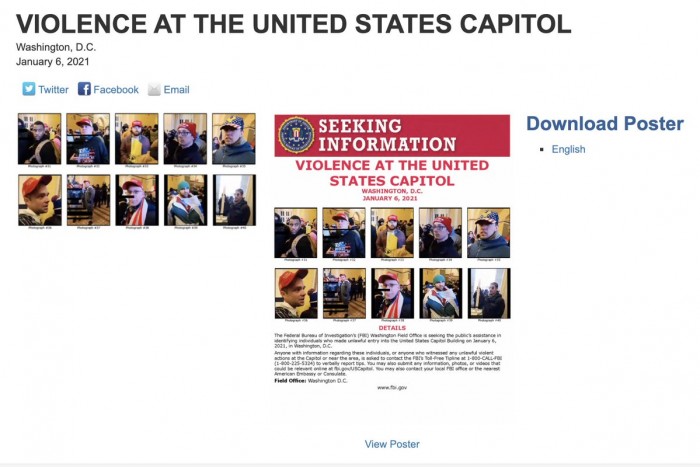 VIOLENCE AT THE UNITED STATES CAPITOL
Washington, D.C.
January 6, 2021
Twitter
Facebook
Email
SEEKING
INFORMATION
VIOLENCE AT THE UNITED
STATES CAPITOL
WASHINGTON, D.C.
JANUARY 6, 2021
DETAILS
The Federal Bureau of Investigation's (FBI) Washington Field Office is seeking the public's assistance in
identifying individuals who made unlawful entry into the United States Capitol Building on January 6,
2021, in Washington, D.C.
Anyone with information regarding these individuals, or anyone who witnessed any unlawful violent
actions at the Capitol or near the area, is asked to contact the FBI's Toll-Free Tipline at 1-800-CALL-FBI
(1-800-225-5324) to verbally report tips. You may also submit any information, photos, or videos that
could be relevant online at fbi.gov/USCapitol. You may also contact your local FBI office or the nearest
American Embassy or Consulate.
Field Office: Washington D.C.
www.fbi.gov
View Poster
Download Poster
English